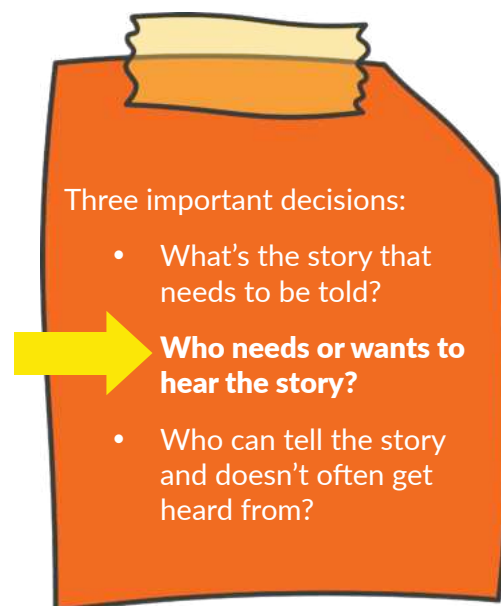 Three important decisions:
• What’s the story that
needs to be told?
Who needs or wants to
hear the story?
• Who can tell the story
and doesn’t often get
heard from?